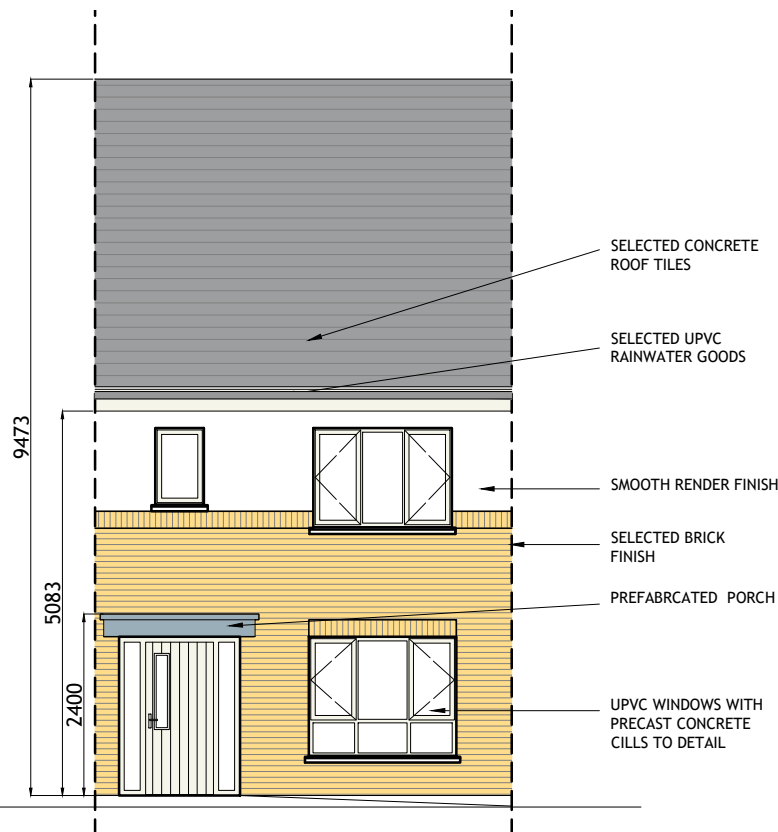 SELECTED CONCRETE
ROOF TILES
SELECTED UPVC
RAINWATER GOODS
9473
SMOOTH RENDER FINISH
SELECTED BRICK
FINISH
5083
PREFABRCATED PORCH
2400
UPVC WINDOWS WITH
PRECAST CONCRETE
CILLS TO DETAIL